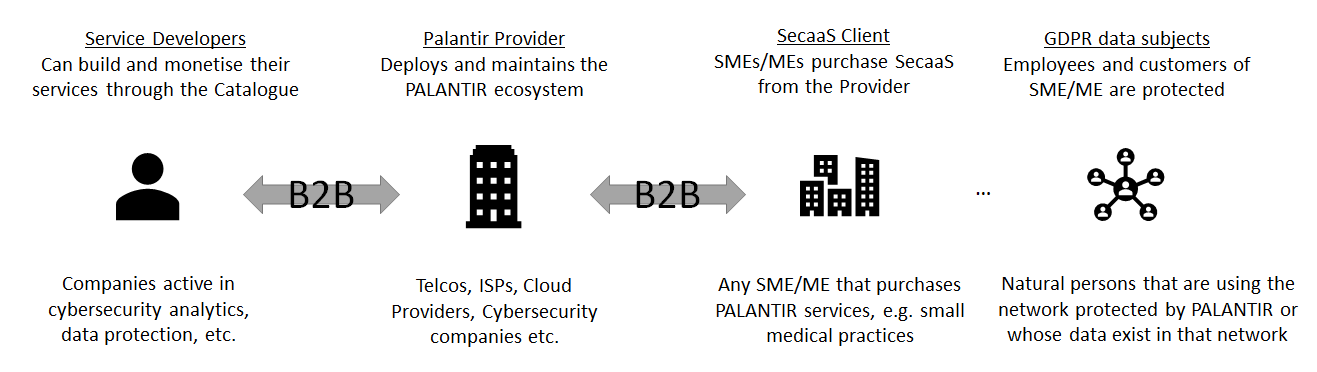 Service Developers
Can build and monetise their
services through the Catalogue
Palantir Provider
Deploys and maintains the
PALANTIR ecosystem
SecaaS Client
SMEs/MEs purchase SecaaS
from the Provider
GDPR data subjects
Employees and customers of
SME/ME are protected
B2B
B2B
...
Companies active in
cybersecurity analytics,
data protection, etc.
Telcos, ISPs, Cloud
Providers, Cybersecurity
companies etc.
Any SME/ME that purchases
PALANTIR services, e.g. small
medical practices
Natural persons that are using the
network protected by PALANTIR or
whose data exist in that network